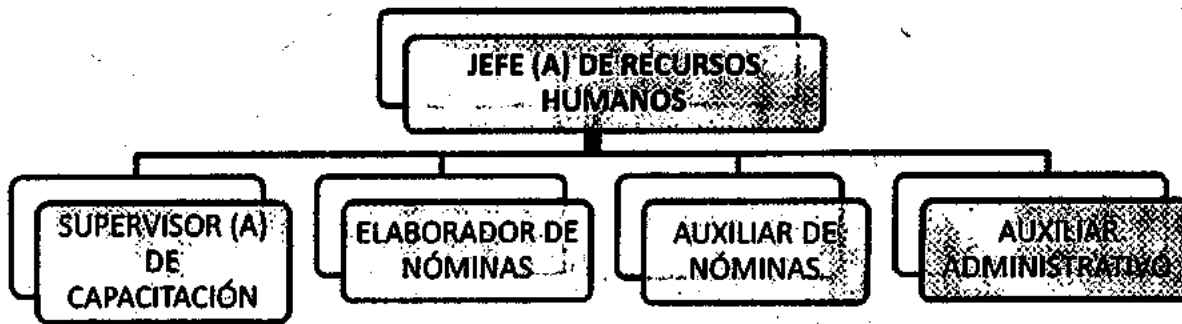 JEFE (A) DE RECURSOS
HUMANOS
SUPERVISOR (A)
DE
CAPACITACIÓN
ELABORADOR DE
NÓMINAS
AUXILIAR DE
NÓMINAS
AUXILIAR
ADMINISTRATIVO